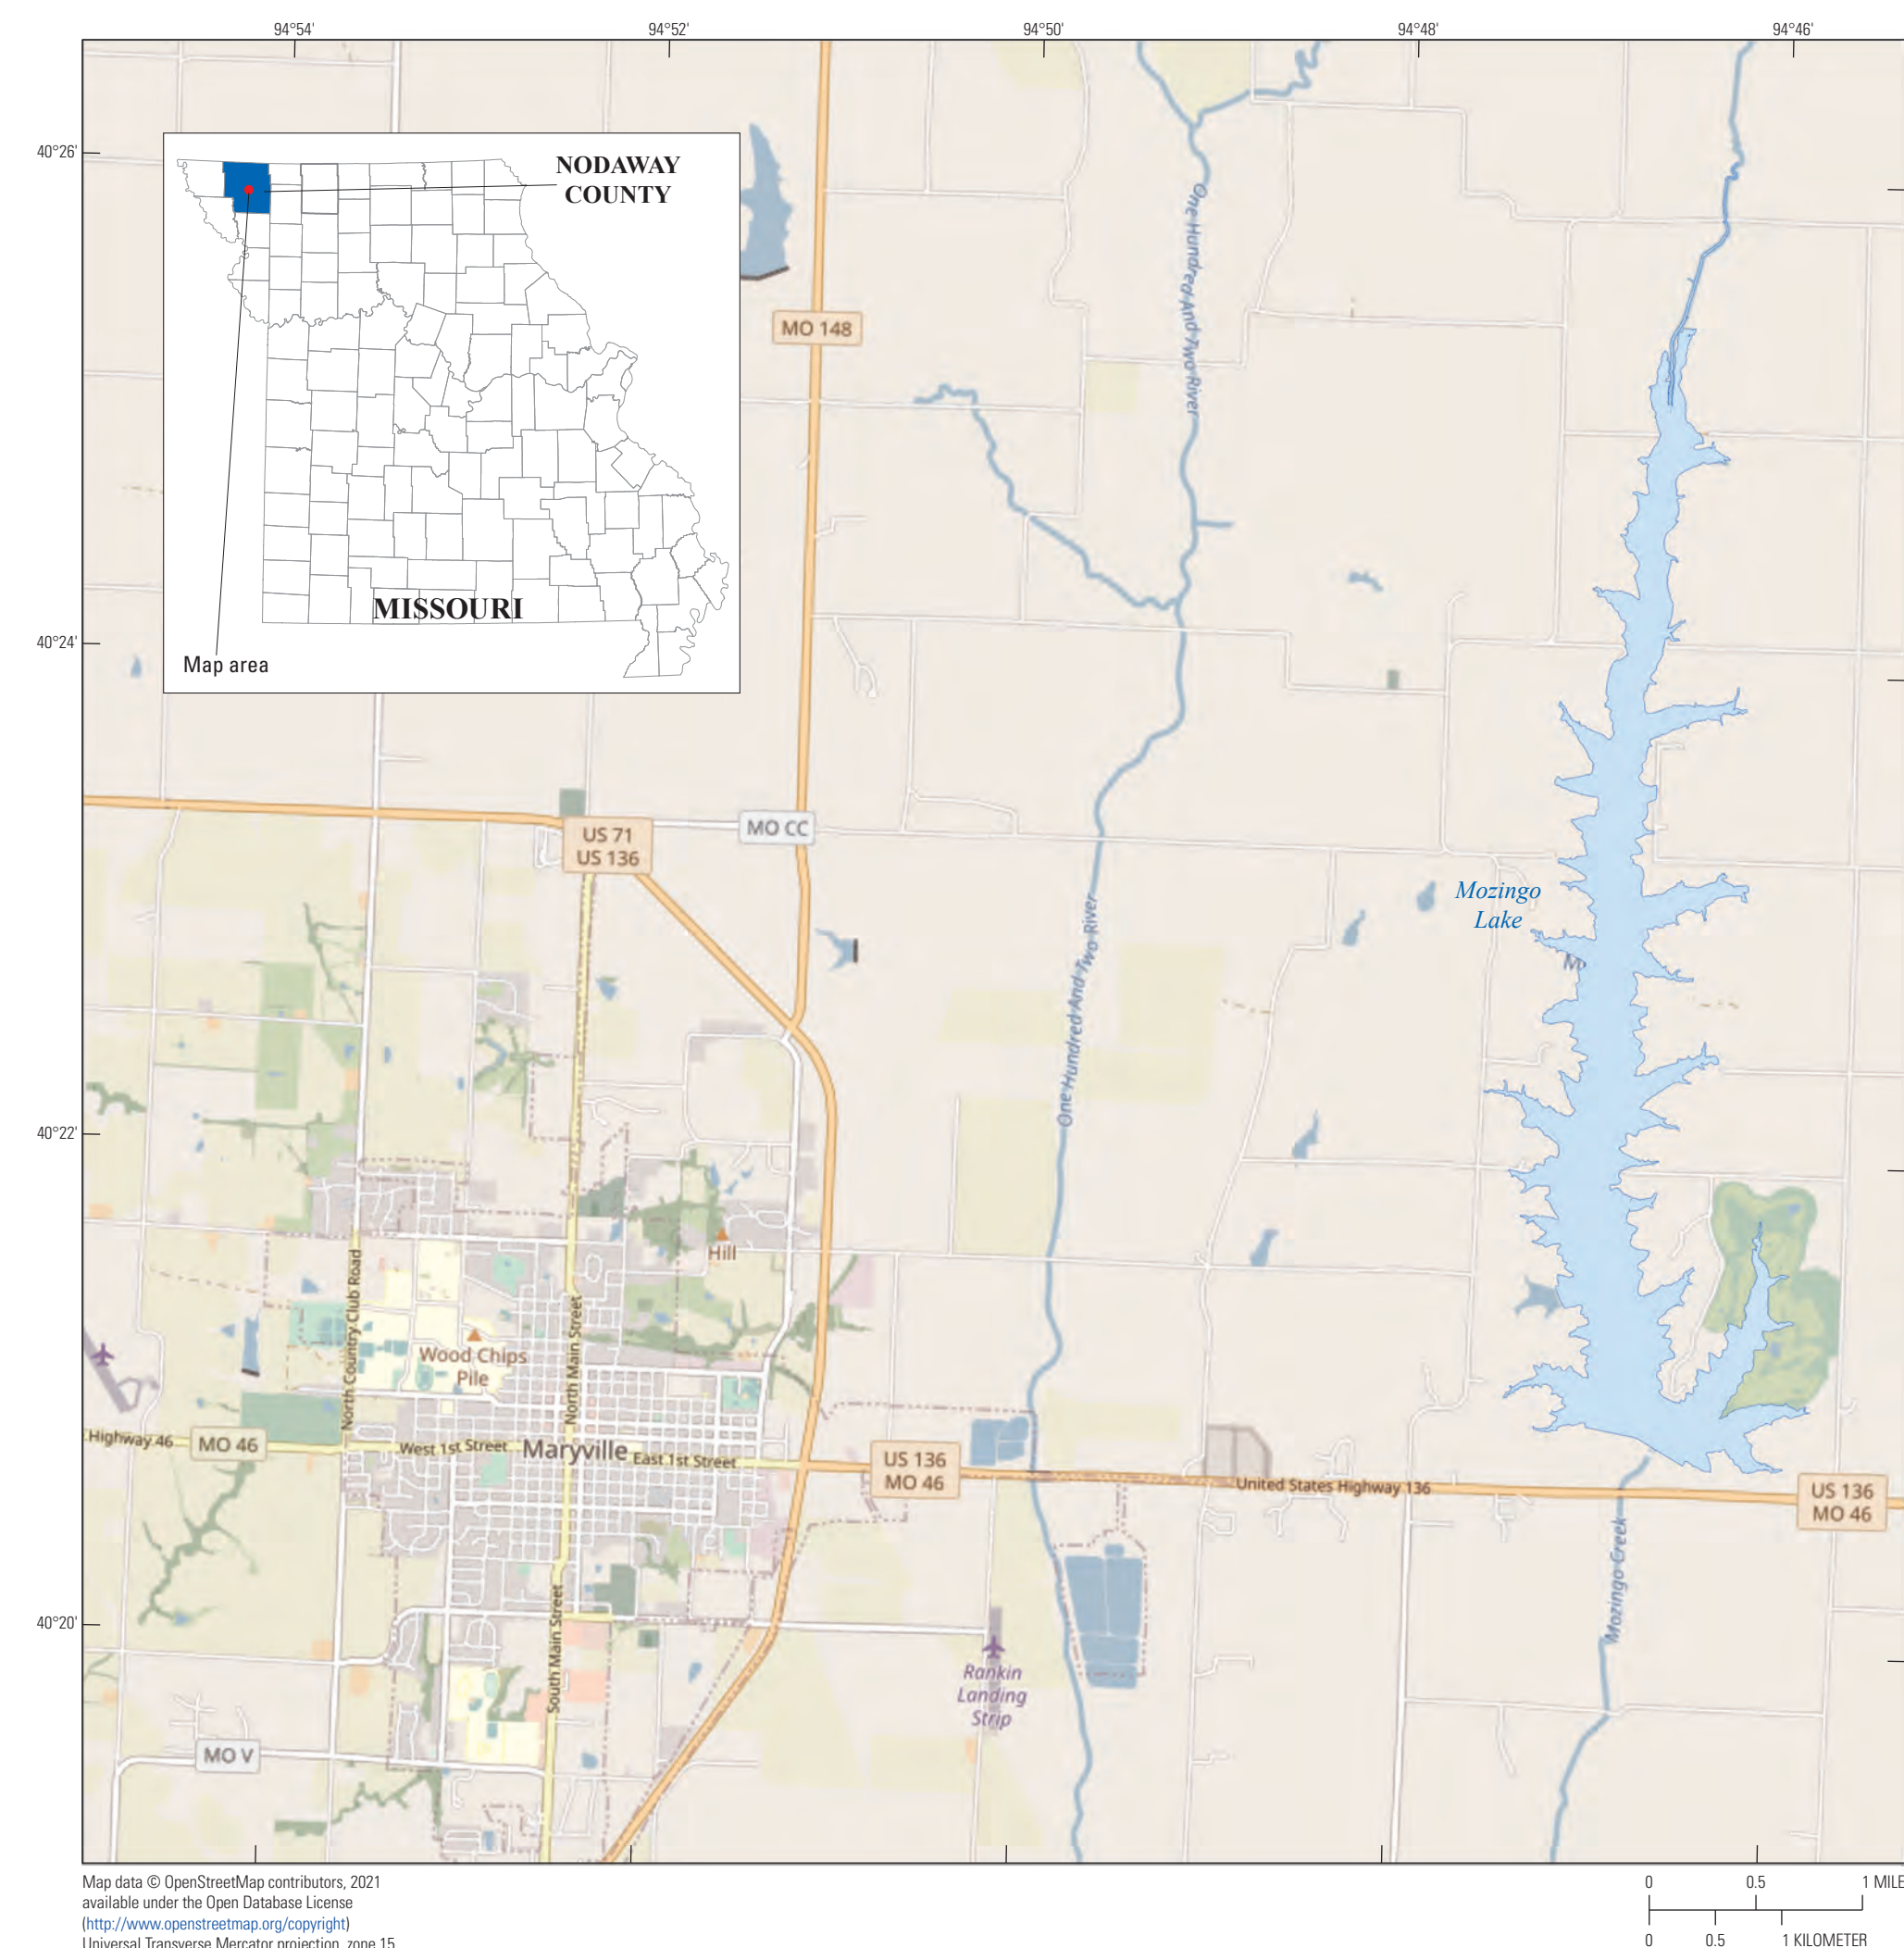 94°54'
94°52'
94°50'
94°48'
94°46'
40°26'
40°24'
40°22'
40°20'
NODAWAY
COUNTY
MISSOURI
Map area
MO 148
One Hundred And Two River
US 71
US 136
MO CC
Mozingo
Lake
One Hundred And Two River
Hill
North Country Club Road
North Main Street
Wood Chips
Pile
Highway 46
MO 46
West 1st Street
Maryville
East 1st Street
US 136
MO 46
United States Highway 136
US 136
MO 46
Mozingo Creek
South Main Street
Rankin
Landing
Strip
MO V
Map data © OpenStreetMap contributors, 2021
available under the Open Database License
(http://www.openstreetmap.org/copyright)
Universal Transverse Mercator projection, zone 15
0 0.5 1 MILE
0 0.5 1 KILOMETER